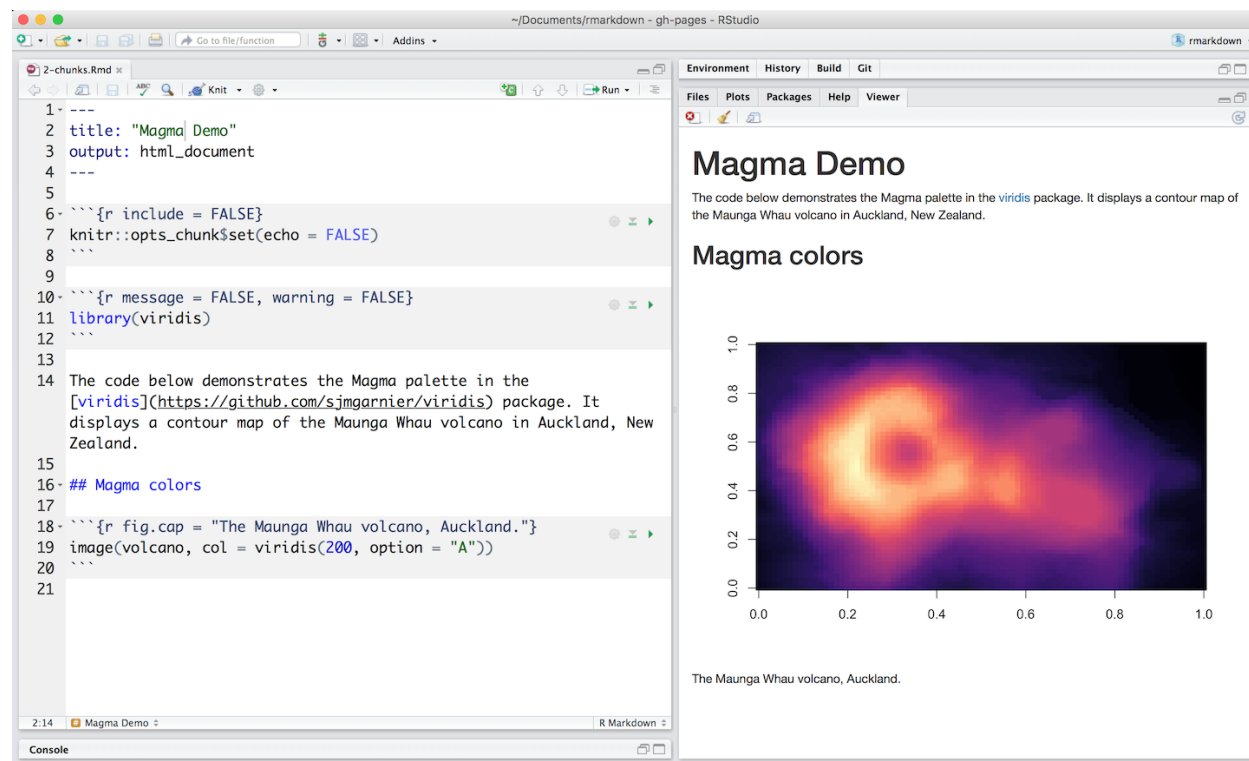 ~/Documents/rmarkdown - gh-pages - RStudio
Go to file/function
Addins
rmarkdown
2-chunks.Rmd
ABC
Knit
Run
1 ---
2 title: "Magma Demo"
3 output: html_document
4 ---
5
6 ```{r include = FALSE}
7 knitr::opts_chunk$set(echo = FALSE)
8 ```
9
10 ```{r message = FALSE, warning = FALSE}
11 library(viridis)
12 ```
13
14 The code below demonstrates the Magma palette in the
[viridis](https://github.com/sjmgarnier/viridis) package. It
displays a contour map of the Maunga Whau volcano in Auckland, New
Zealand.
15
16 ## Magma colors
17
18 ```{r fig.cap = "The Maunga Whau volcano, Auckland."}
19 image(volcano, col = viridis(200, option = "A"))
20 ```
21
2:14 Magma Demo R Markdown
Console
Environment History Build Git
Files Plots Packages Help Viewer
Magma Demo
The code below demonstrates the Magma palette in the viridis package. It displays a contour map of
the Maunga Whau volcano in Auckland, New Zealand.
Magma colors
1.0
0.8
0.6
0.4
0.2
0.0
0.0 0.2 0.4 0.6 0.8 1.0
The Maunga Whau volcano, Auckland.